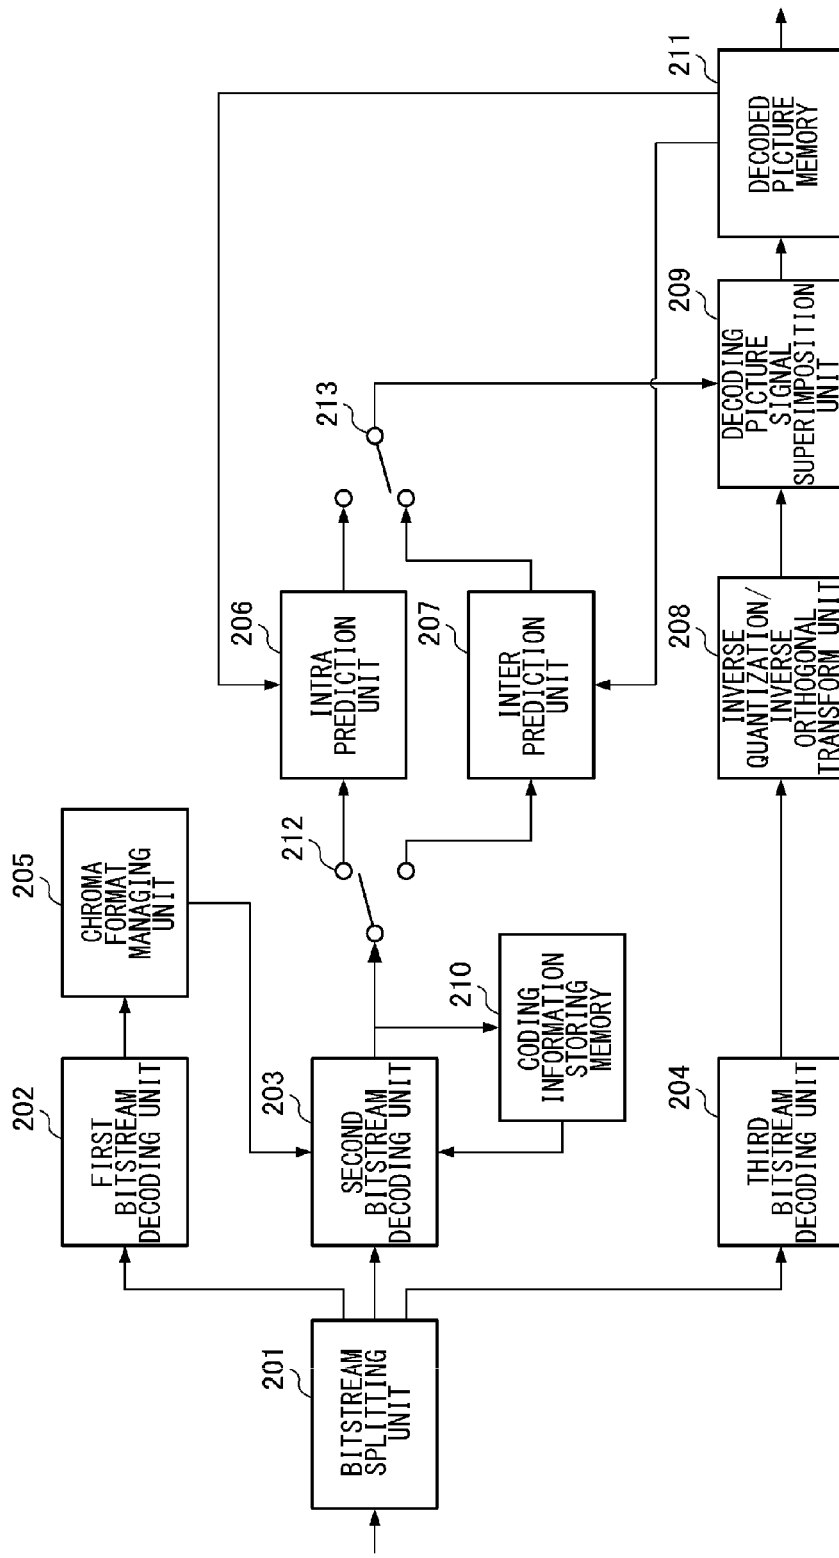 201
BITSTREAM
SPLITTING
UNIT
202
FIRST
BITSTREAM
DECODING UNIT
203
SECOND
BITSTREAM
DECODING UNIT
204
THIRD
BITSTREAM
DECODING UNIT
205
CHROMA
FORMAT
MANAGING
UNIT
210
CODING
INFORMATION
STORING
MEMORY
212
206
INTRA
PREDICTION
UNIT
207
INTER
PREDICTION
UNIT
208
INVERSE
QUANTIZATION/
INVERSE
ORTHOGONAL
TRANSFORM UNIT
213
209
DECODING
PICTURE
SIGNAL
SUPERIMPOSITION
UNIT
211
DECODED
PICTURE
MEMORY